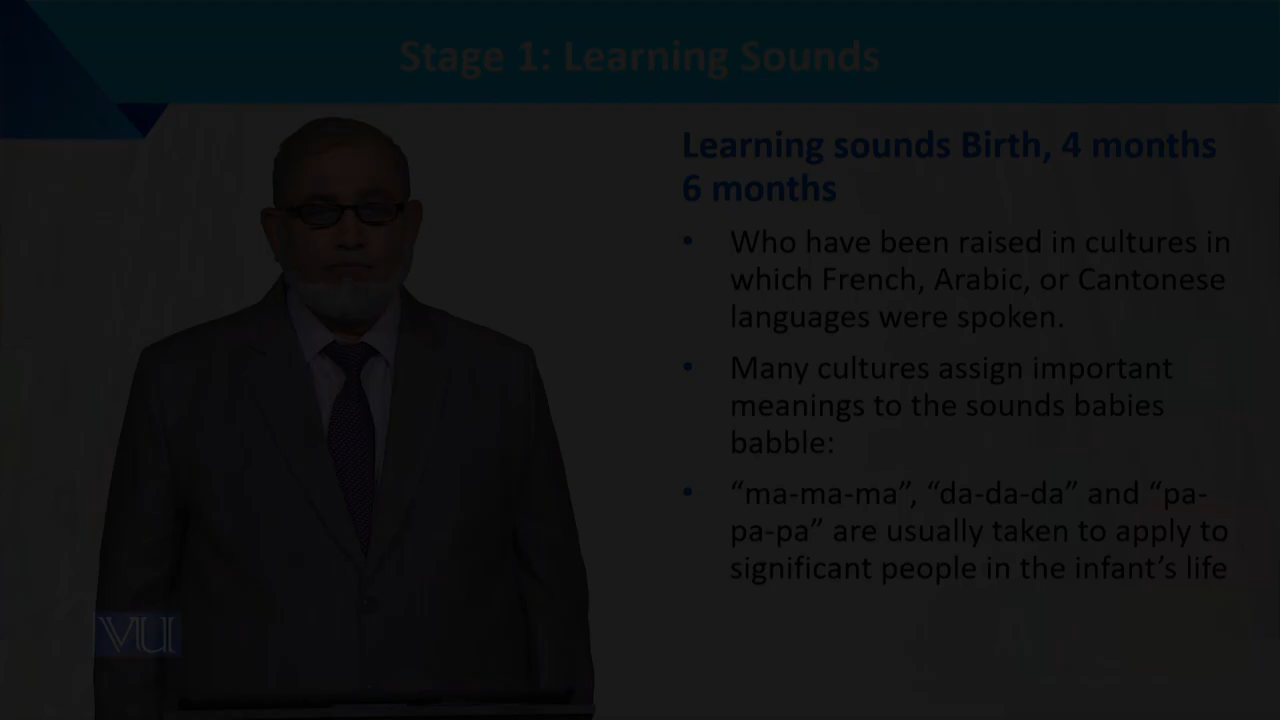 Stage 1: Learning Sounds
Learning sounds Birth, 4 months
6 months
• Who have been raised in cultures in
which French, Arabic, or Cantonese
languages were spoken.
• Many cultures assign important
meanings to the sounds babies
babble:
• “ma-ma-ma”, “da-da-da” and “pa-
pa-pa” are usually taken to apply to
significant people in the infant’s life
VU